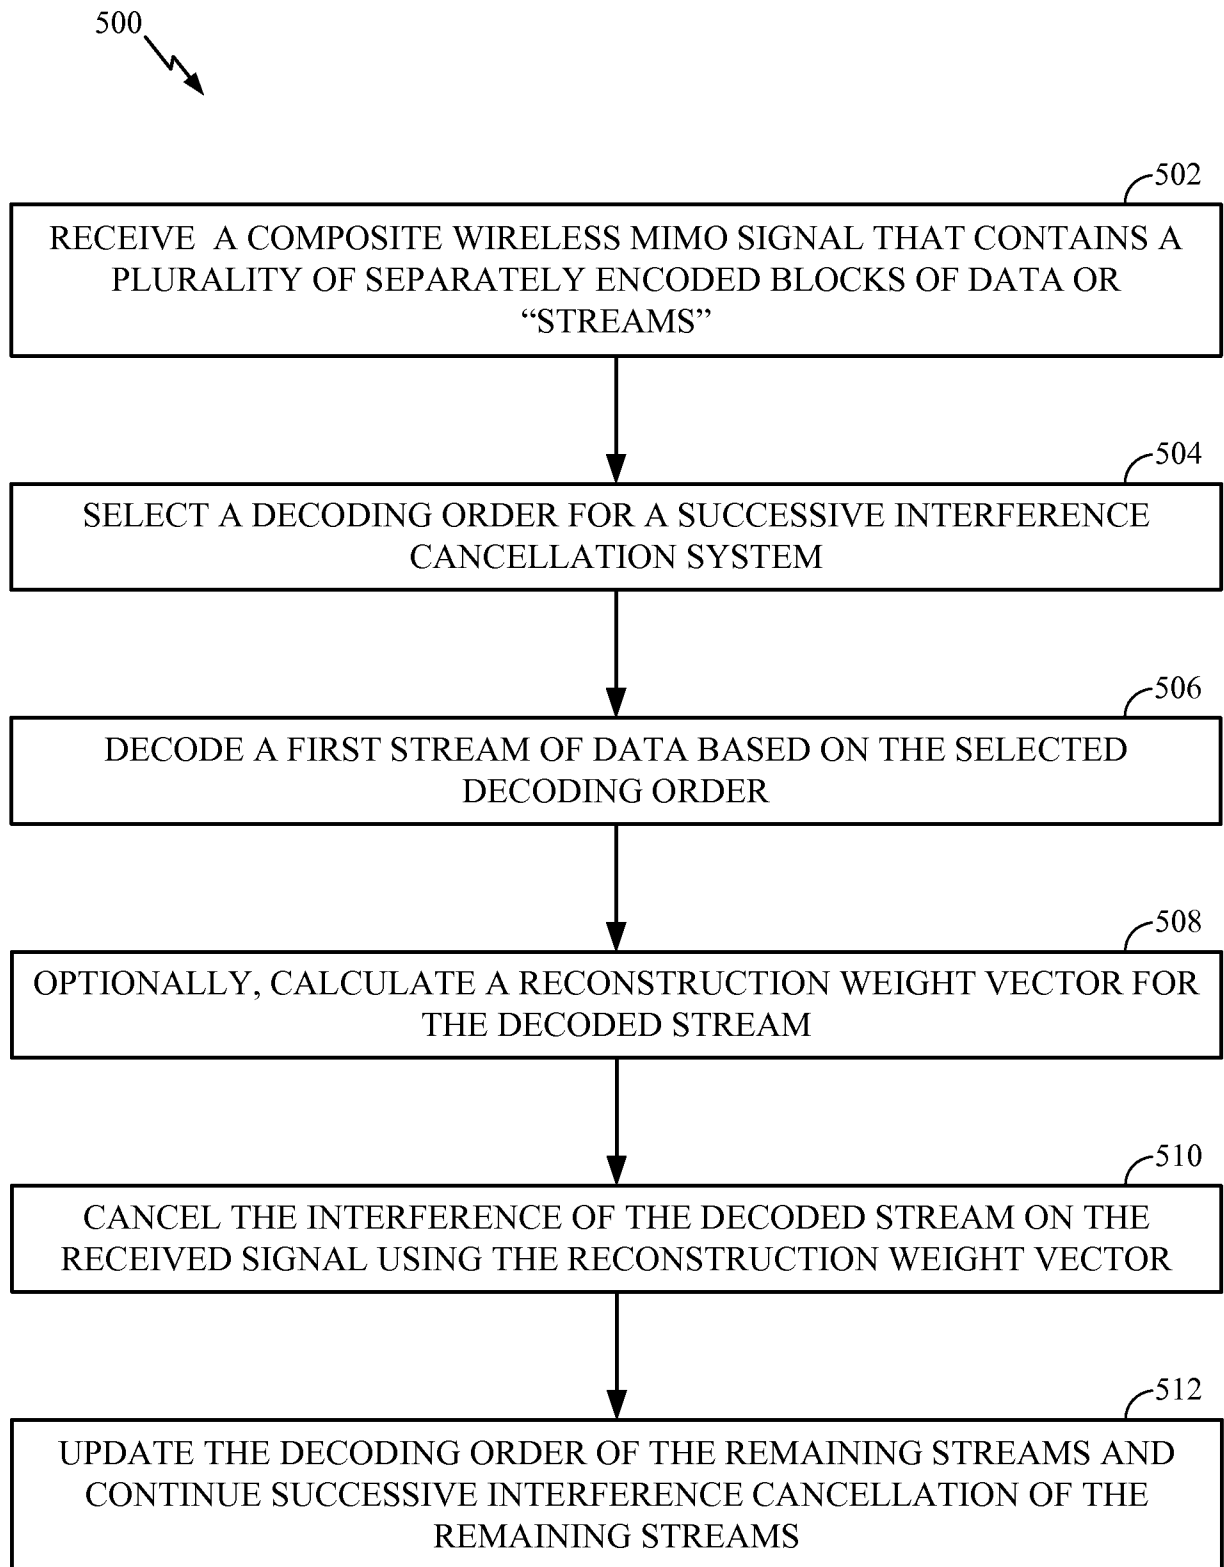 500
502
RECEIVE A COMPOSITE WIRELESS MIMO SIGNAL THAT CONTAINS A
PLURALITY OF SEPARATELY ENCODED BLOCKS OF DATA OR
“STREAMS”
504
SELECT A DECODING ORDER FOR A SUCCESSIVE INTERFERENCE
CANCELLATION SYSTEM
506
DECODE A FIRST STREAM OF DATA BASED ON THE SELECTED
DECODING ORDER
508
OPTIONALLY, CALCULATE A RECONSTRUCTION WEIGHT VECTOR FOR
THE DECODED STREAM
510
CANCEL THE INTERFERENCE OF THE DECODED STREAM ON THE
RECEIVED SIGNAL USING THE RECONSTRUCTION WEIGHT VECTOR
512
UPDATE THE DECODING ORDER OF THE REMAINING STREAMS AND
CONTINUE SUCCESSIVE INTERFERENCE CANCELLATION OF THE
REMAINING STREAMS